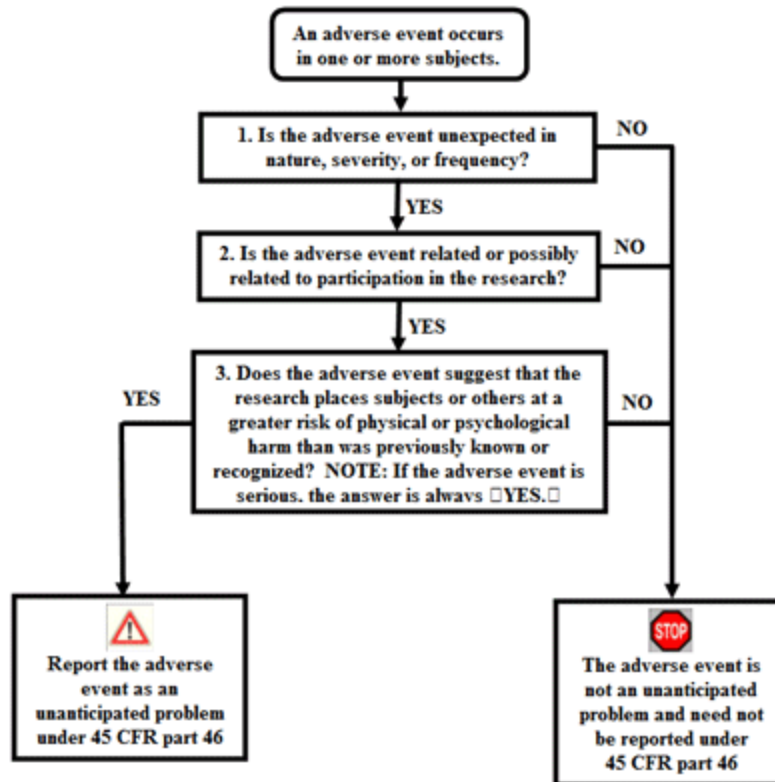 An adverse event occurs
in one or more subjects.
1. Is the adverse event unexpected in
nature, severity, or frequency?
NO
YES
2. Is the adverse event related or possibly
related to participation in the research?
NO
YES
3. Does the adverse event suggest that the
research places subjects or others at a
greater risk of physical or psychological
harm than was previously known or
recognized? NOTE: If the adverse event is
serious, the answer is always □YES.□
YES
NO
Report the adverse
event as an
unanticipated problem
under 45 CFR part 46
STOP
The adverse event is
not an unanticipated
problem and need not
be reported under
45 CFR part 46